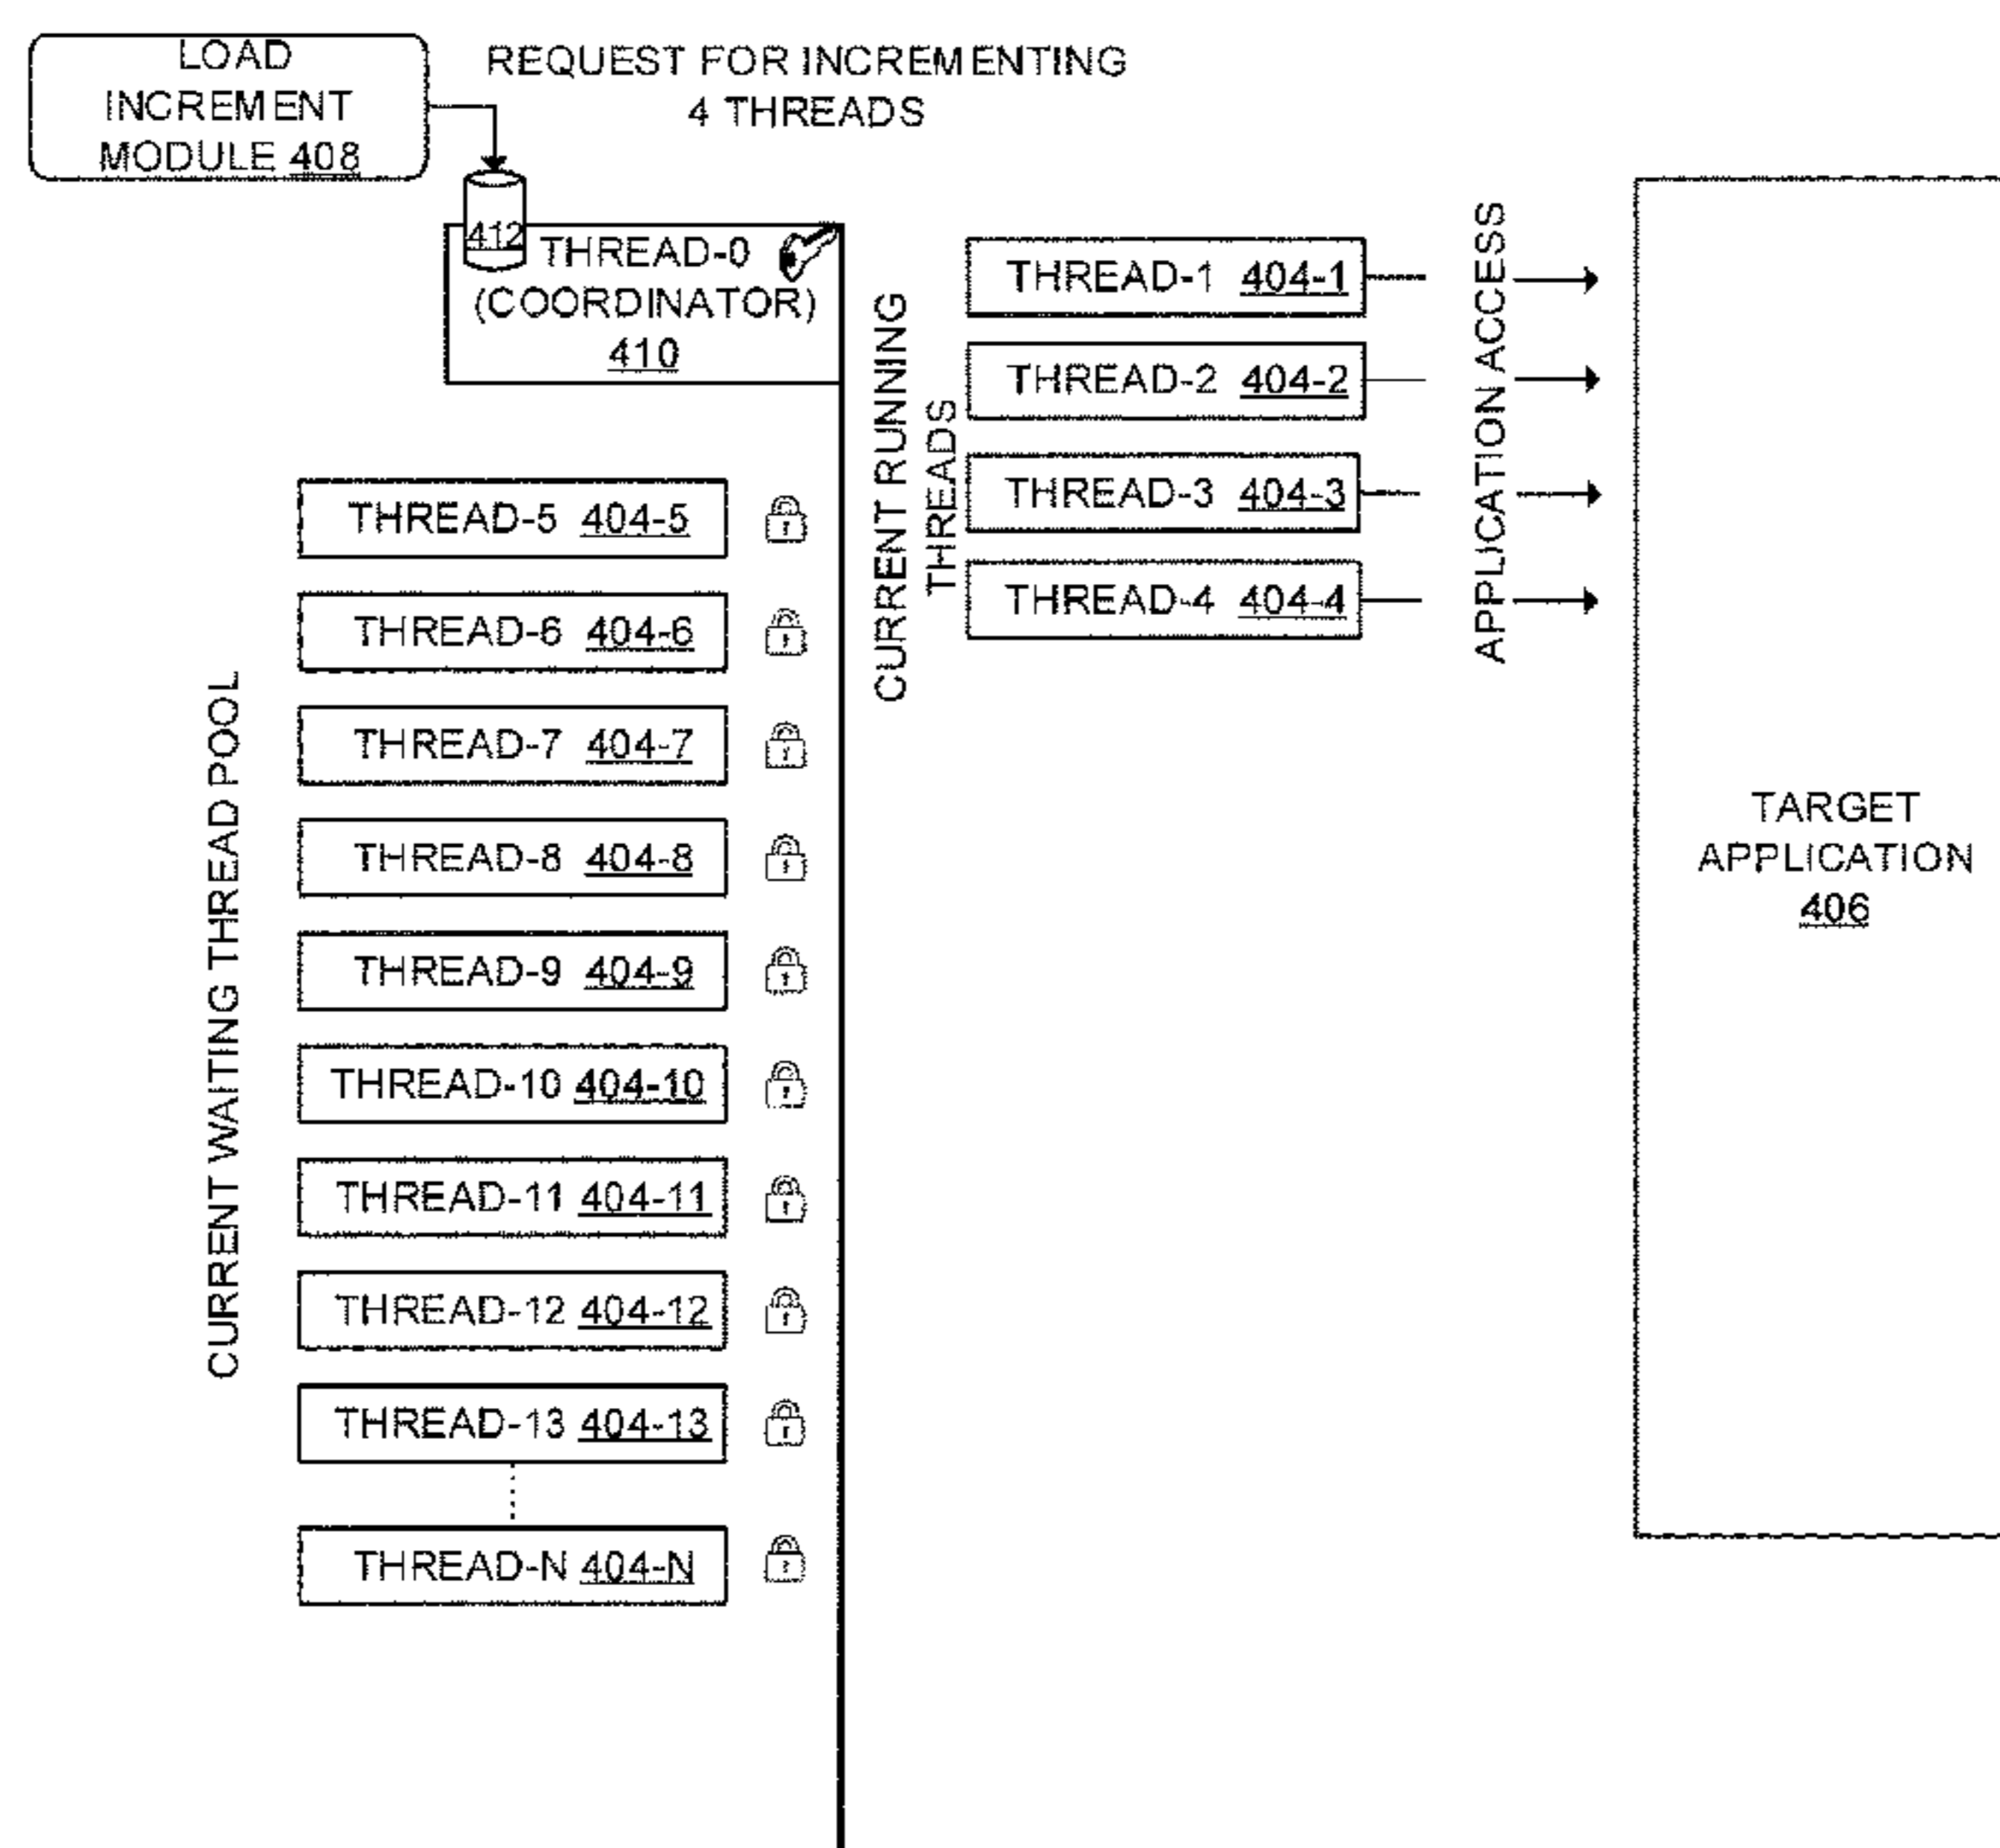 LOAD
INCREMENT
MODULE 408
REQUEST FOR INCREMENTING
4 THREADS
412
THREAD-0
(COORDINATOR)
410
CURRENT WAITING THREAD POOL
THREAD-5 404-5
THREAD-6 404-6
THREAD-7 404-7
THREAD-8 404-8
THREAD-9 404-9
THREAD-10 404-10
THREAD-11 404-11
THREAD-12 404-12
THREAD-13 404-13
THREAD-N 404-N
CURRENT RUNNING
THREADS
THREAD-1 404-1
THREAD-2 404-2
THREAD-3 404-3
THREAD-4 404-4
APPLICATION ACCESS
TARGET
APPLICATION
406